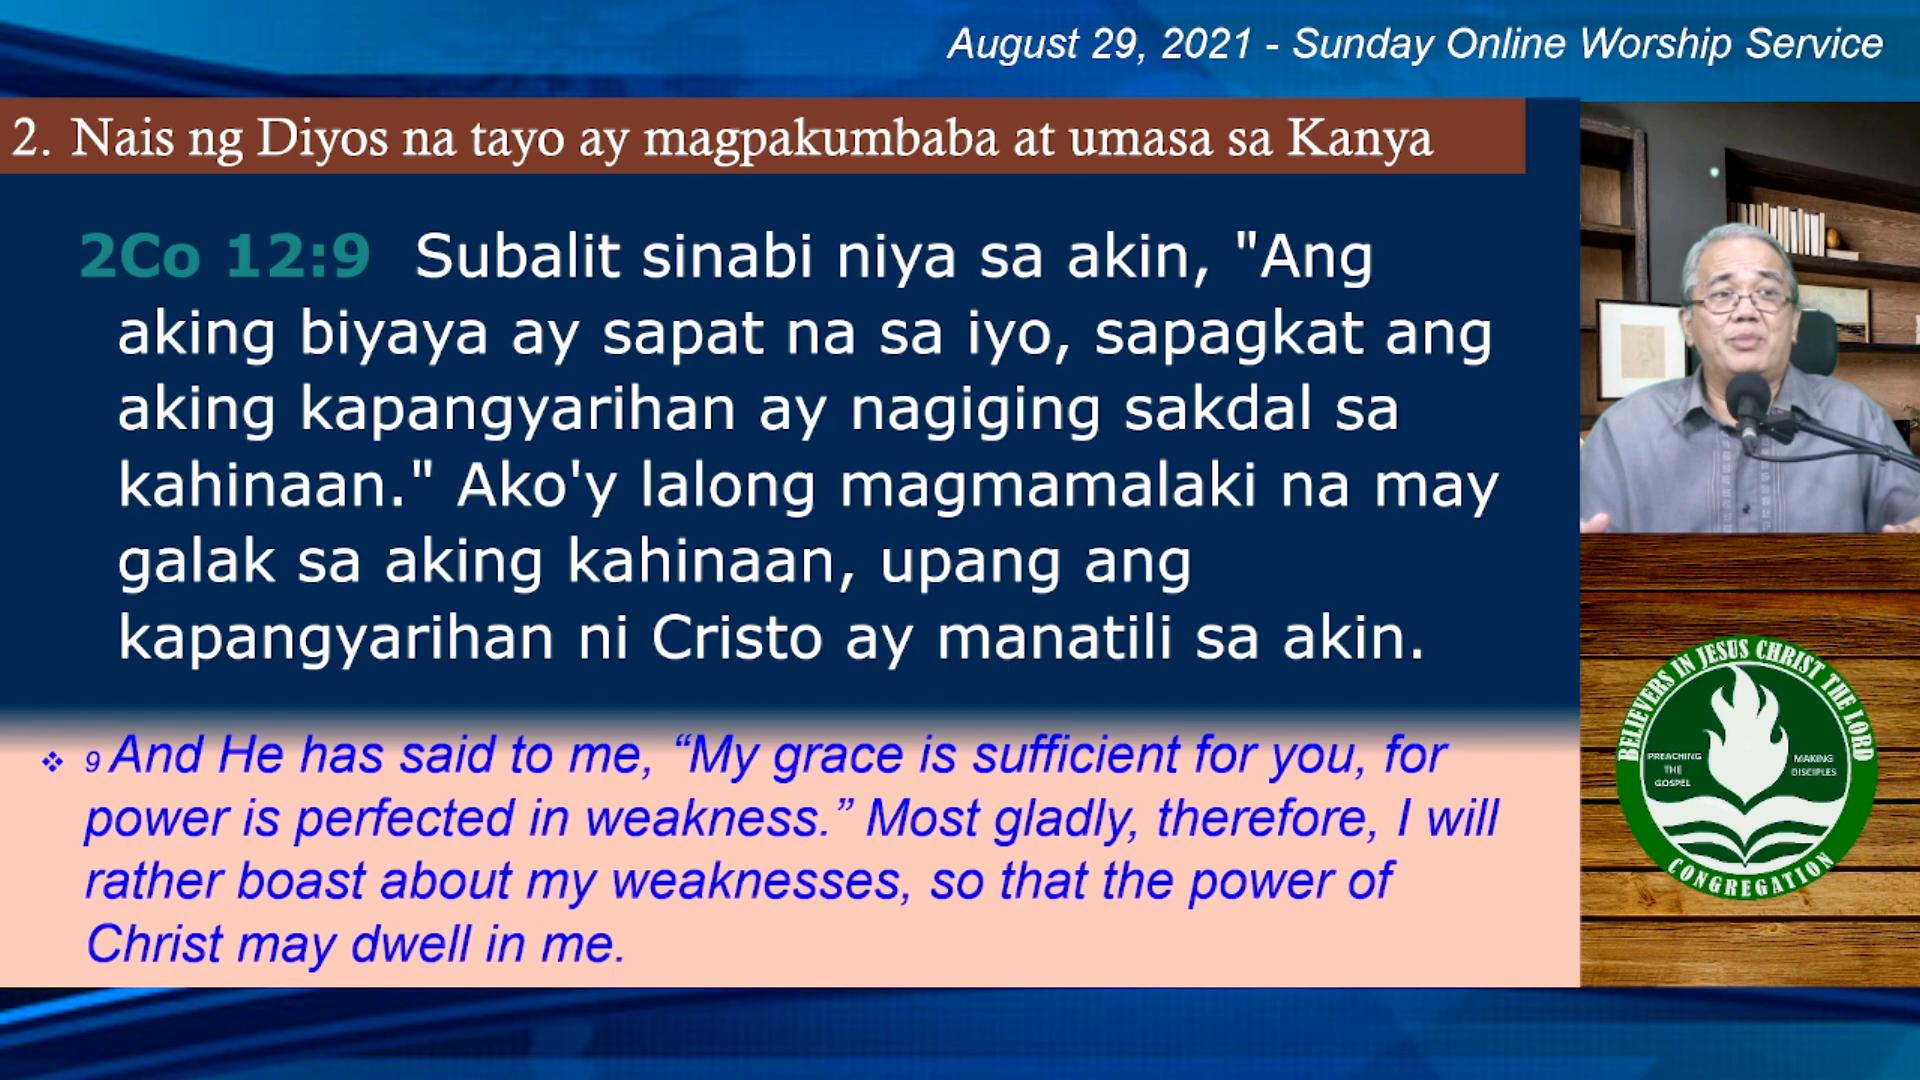 August 29, 2021 - Sunday Online Worship Service
2. Nais ng Diyos na tayo ay magpakumbaba at umasa sa Kanya
2Co 12:9 Subalit sinabi niya sa akin, "Ang
aking biyaya ay sapat na sa iyo, sapagkat ang
aking kapangyarihan ay nagiging sakdal sa
kahinaan." Ako'y lalong magmamalaki na may
galak sa aking kahinaan, upang ang
kapangyarihan ni Cristo ay manatili sa akin.
❖ 9 And He has said to me, “My grace is sufficient for you, for
power is perfected in weakness.” Most gladly, therefore, I will
rather boast about my weaknesses, so that the power of
Christ may dwell in me.
BELIEVERS IN JESUS CHRIST THE LORD
PREACHING
THE
GOSPEL
MAKING
DISCIPLES
CONGREGATION